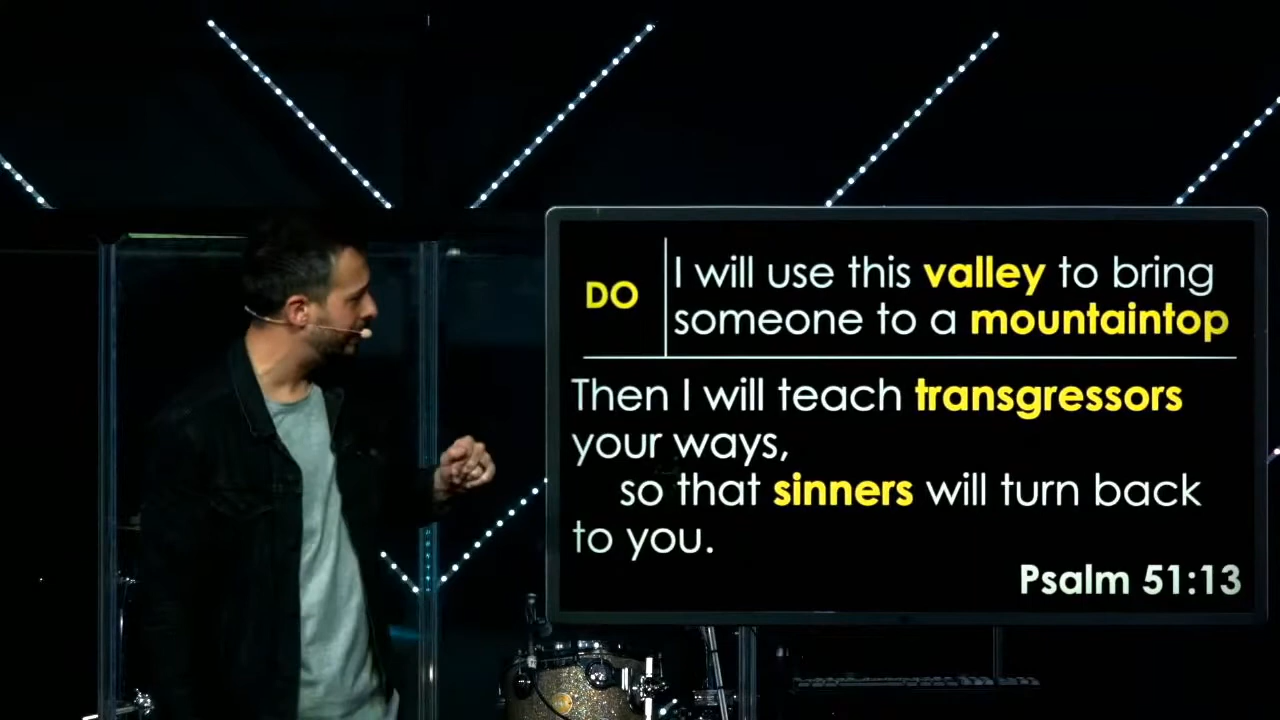 DO
I will use this valley to bring
someone to a mountaintop
Then I will teach transgressors
your ways,
so that sinners will turn back
to you.
Psalm 51:13